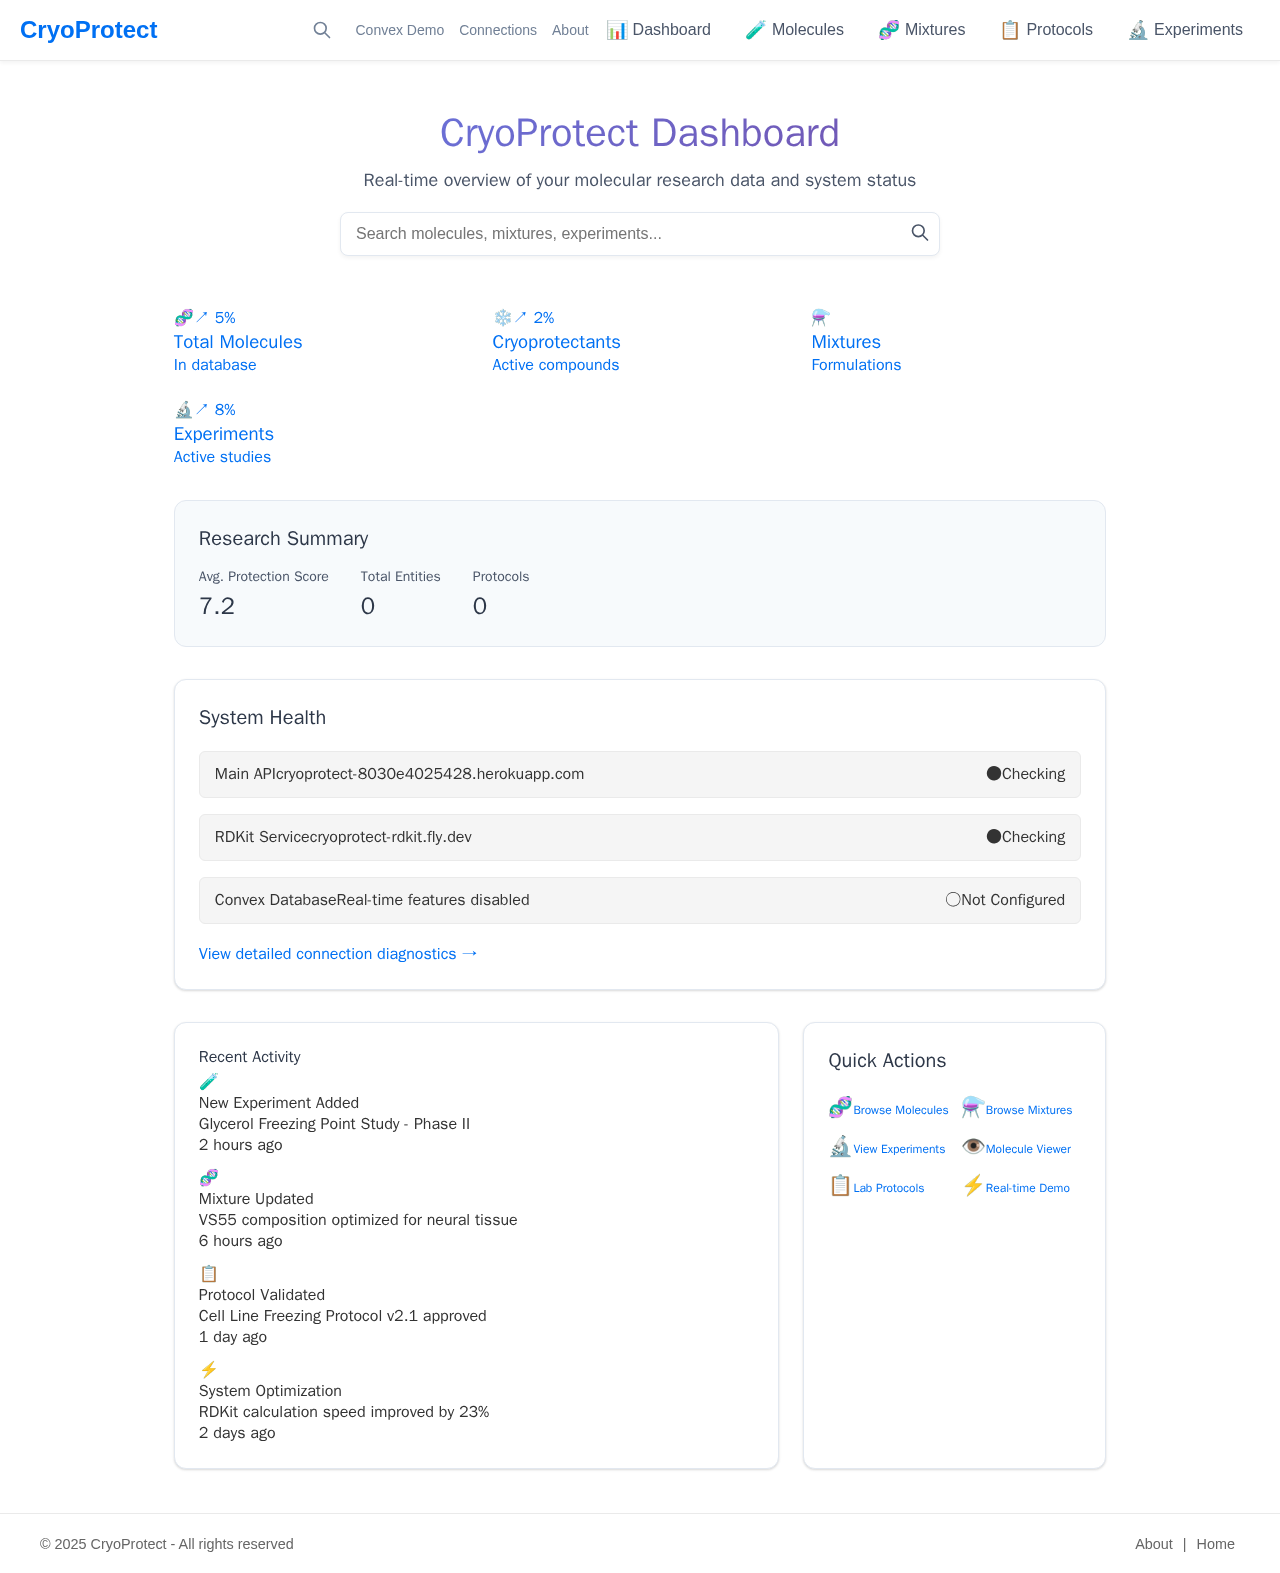 CryoProtect
Convex Demo Connections About 📊 Dashboard 🧪 Molecules 🧬 Mixtures 📋 Protocols 🔬 Experiments
CryoProtect Dashboard
Real-time overview of your molecular research data and system status
Search molecules, mixtures, experiments...
🧬↗ 5%
Total Molecules
In database
❄️↗ 2%
Cryoprotectants
Active compounds
⚗️
Mixtures
Formulations
🔬↗ 8%
Experiments
Active studies
Research Summary
Avg. Protection Score
7.2
Total Entities
0
Protocols
0
System Health
Main APIcryoprotect-8030e4025428.herokuapp.com ●Checking
RDKit Servicecryoprotect-rdkit.fly.dev ●Checking
Convex DatabaseReal-time features disabled ○Not Configured
View detailed connection diagnostics →
Recent Activity
🧪
New Experiment Added
Glycerol Freezing Point Study - Phase II
2 hours ago
🧬
Mixture Updated
VS55 composition optimized for neural tissue
6 hours ago
📋
Protocol Validated
Cell Line Freezing Protocol v2.1 approved
1 day ago
⚡
System Optimization
RDKit calculation speed improved by 23%
2 days ago
Quick Actions
🧬Browse Molecules ⚗️Browse Mixtures
🔬View Experiments 👁️Molecule Viewer
📋Lab Protocols ⚡Real-time Demo
© 2025 CryoProtect - All rights reserved
About | Home